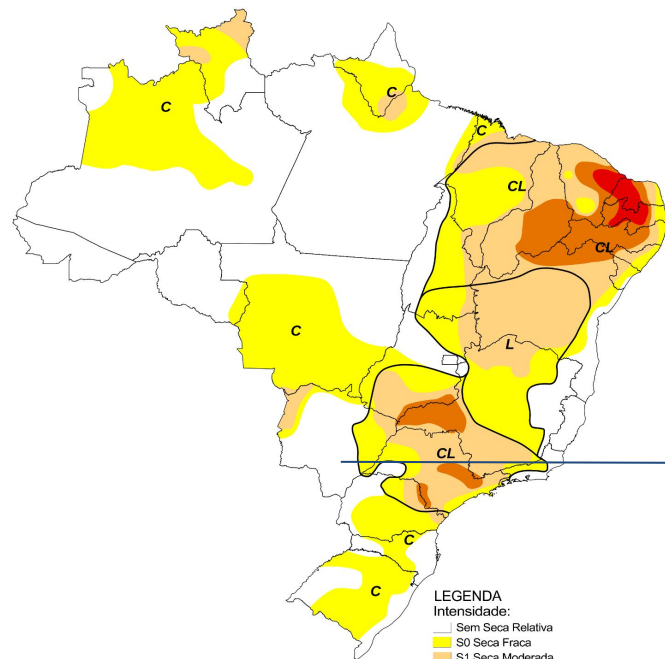 C
C
C
CL
CL
C
L
CL
C
C
LEGENDA
Intensidade:
Sem Seca Relativa
S0 Seca Fraca
S1 Seca Moderada